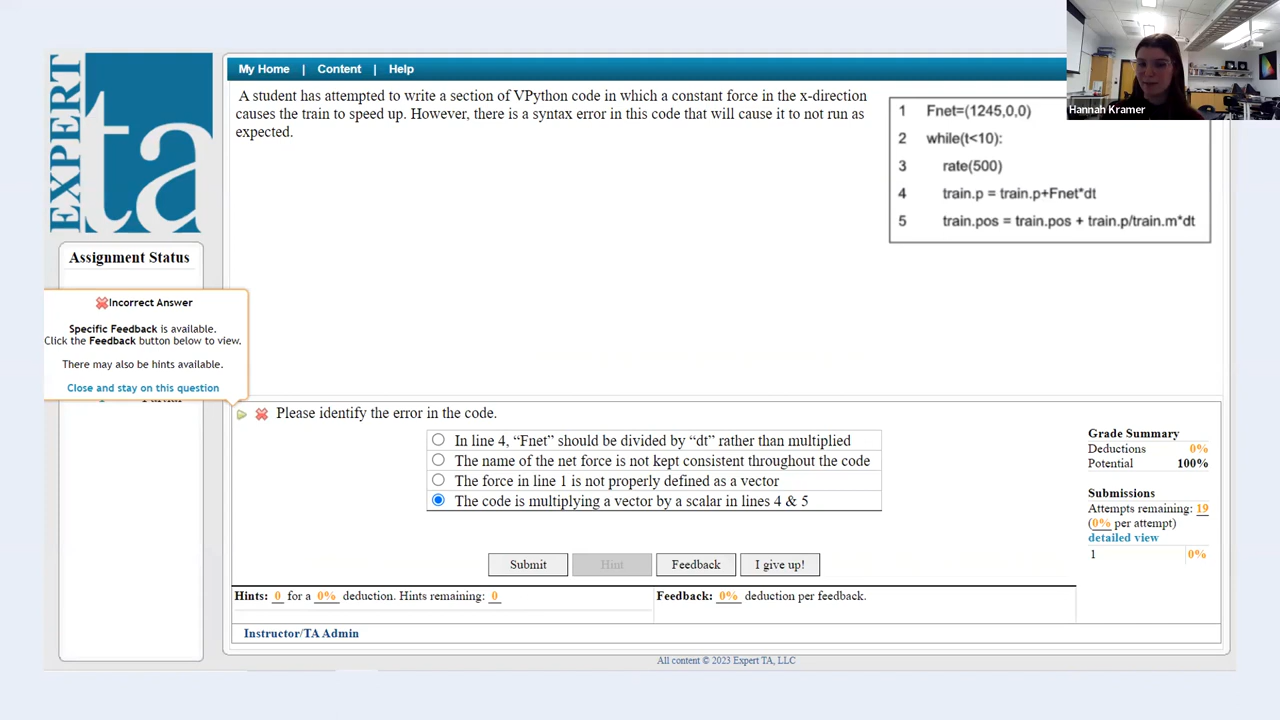 EXPERT
ta
My Home | Content | Help
Hannah Kramer
A student has attempted to write a section of VPython code in which a constant force in the x-direction
causes the train to speed up. However, there is a syntax error in this code that will cause it to not run as
expected.
1 Fnet=(1245,0,0)
2 while(t<10):
3 rate(500)
4 train.p = train.p+Fnet*dt
5 train.pos = train.pos + train.p/train.m*dt
Assignment Status
Incorrect Answer
Specific Feedback is available.
Click the Feedback button below to view.
There may also be hints available.
Close and stay on this question
Please identify the error in the code.
In line 4, “Fnet” should be divided by “dt” rather than multiplied
The name of the net force is not kept consistent throughout the code
The force in line 1 is not properly defined as a vector
The code is multiplying a vector by a scalar in lines 4 & 5
Submit Hint Feedback I give up!
Hints: 0 for a 0% deduction. Hints remaining: 0
Feedback: 0% deduction per feedback.
Instructor/TA Admin
Grade Summary
Deductions 0%
Potential 100%
Submissions
Attempts remaining: 19
(0% per attempt)
detailed view
1 0%
All content © 2023 Expert TA, LLC